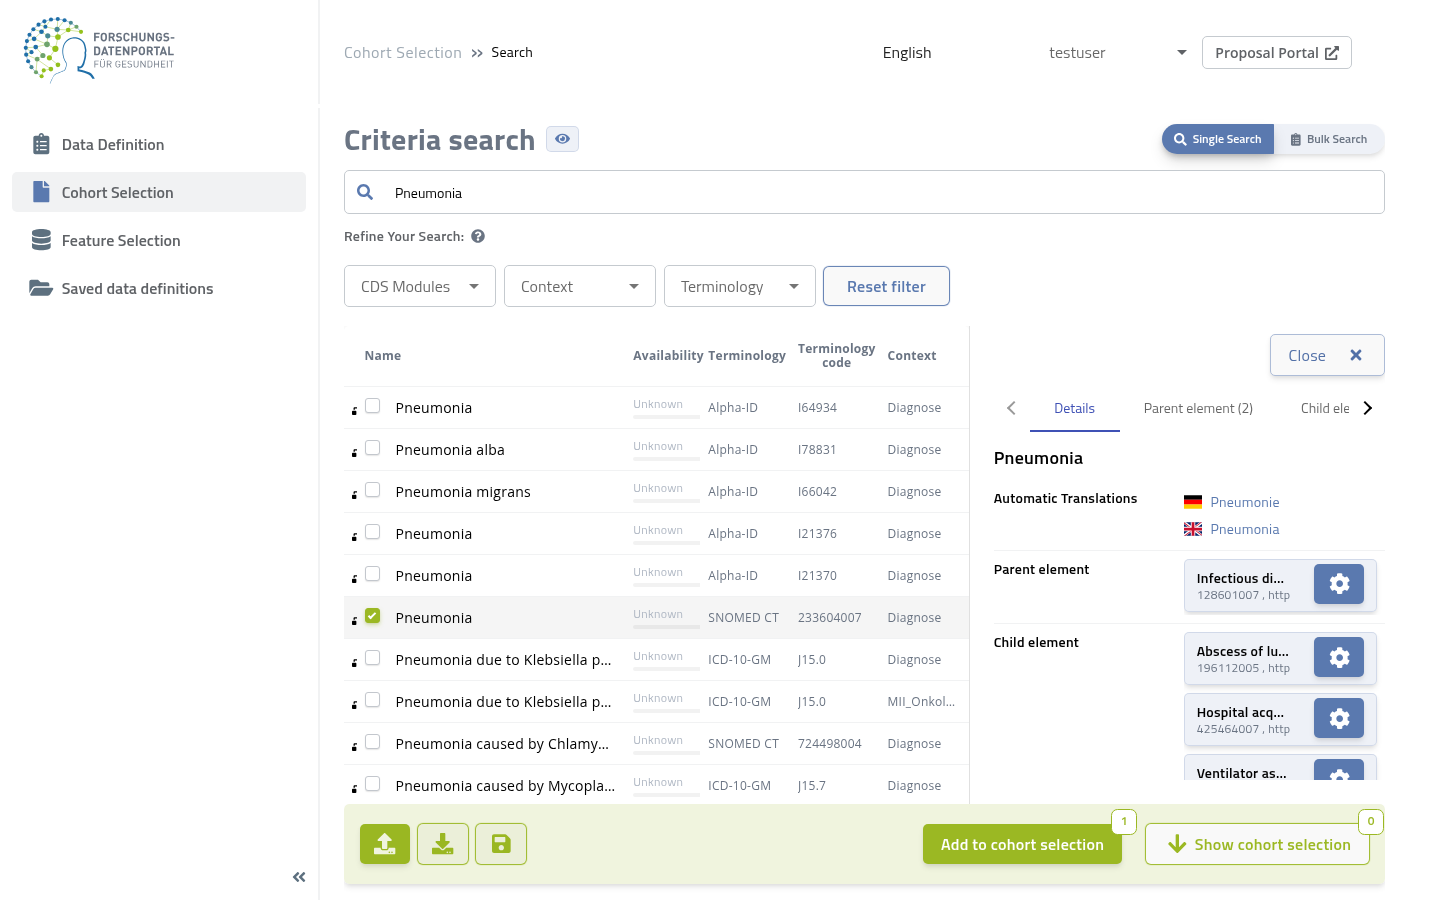 FORSCHUNGS-
DATENPORTAL
FÜR GESUNDHEIT
Cohort Selection » Search
English
testuser
Proposal Portal
Data Definition
Cohort Selection
Feature Selection
Saved data definitions
Criteria search
Single Search
Bulk Search
Pneumonia
Refine Your Search:
CDS Modules
Context
Terminology
Reset filter
Name Availability Terminology Terminology code Context
Pneumonia Unknown Alpha-ID I64934 Diagnose
Pneumonia alba Unknown Alpha-ID I78831 Diagnose
Pneumonia migrans Unknown Alpha-ID I66042 Diagnose
Pneumonia Unknown Alpha-ID I21376 Diagnose
Pneumonia Unknown Alpha-ID I21370 Diagnose
Pneumonia Unknown SNOMED CT 233604007 Diagnose
Pneumonia due to Klebsiella p... Unknown ICD-10-GM J15.0 Diagnose
Pneumonia due to Klebsiella p... Unknown ICD-10-GM J15.0 MII_Onkol...
Pneumonia caused by Chlamy... Unknown SNOMED CT 724498004 Diagnose
Pneumonia caused by Mycopla... Unknown ICD-10-GM J15.7 Diagnose
Close
Details
Parent element (2)
Child ele
Pneumonia
Automatic Translations
Pneumonie
Pneumonia
Parent element
Infectious di...
128601007 , http
Child element
Abscess of lu...
196112005 , http
Hospital acq...
425464007 , http
Ventilator as...
Add to cohort selection
1
Show cohort selection
0